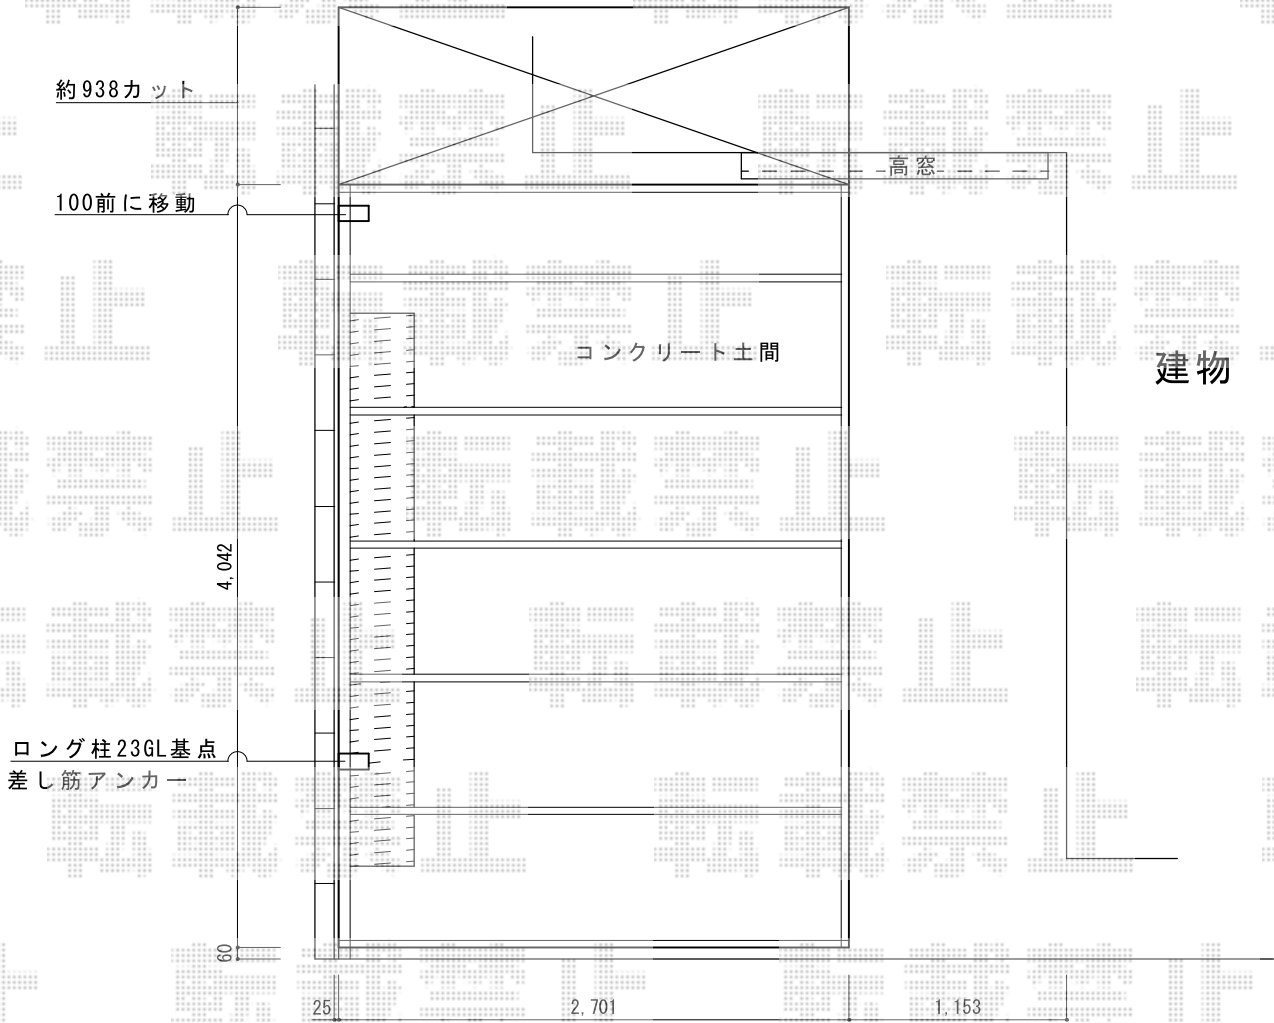 約938カット
高窓
100前に移動
コンクリート土間
建物
4,042
ロング柱23GL基点
差し筋アンカー
60
25
2,701
1,153
転載禁止